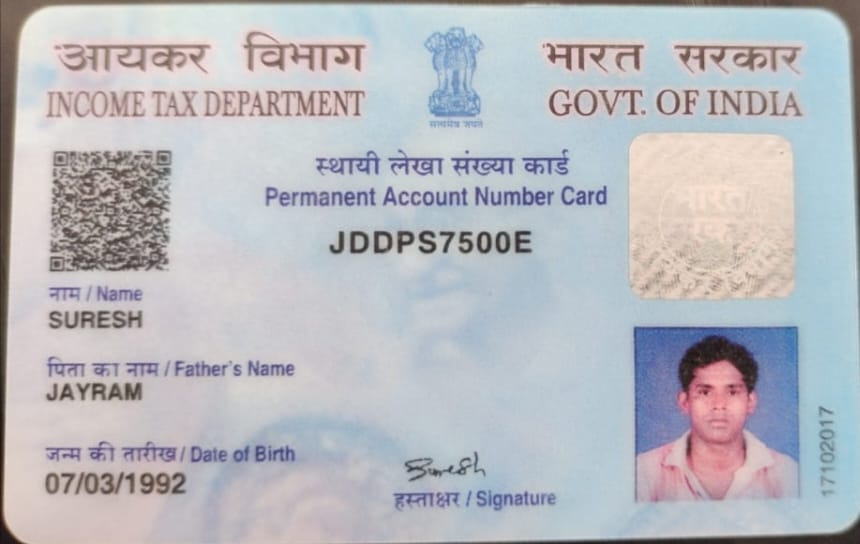 आयकर विभाग
INCOME TAX DEPARTMENT
सत्यमेव जयते
भारत सरकार
GOVT. OF INDIA
स्थायी लेखा संख्या कार्ड
Permanent Account Number Card
JDDPS7500E
नाम / Name
SURESH
पिता का नाम / Father's Name
JAYRAM
जन्म की तारीख / Date of Birth
07/03/1992
Suresh
हस्ताक्षर / Signature
17102017
भारत